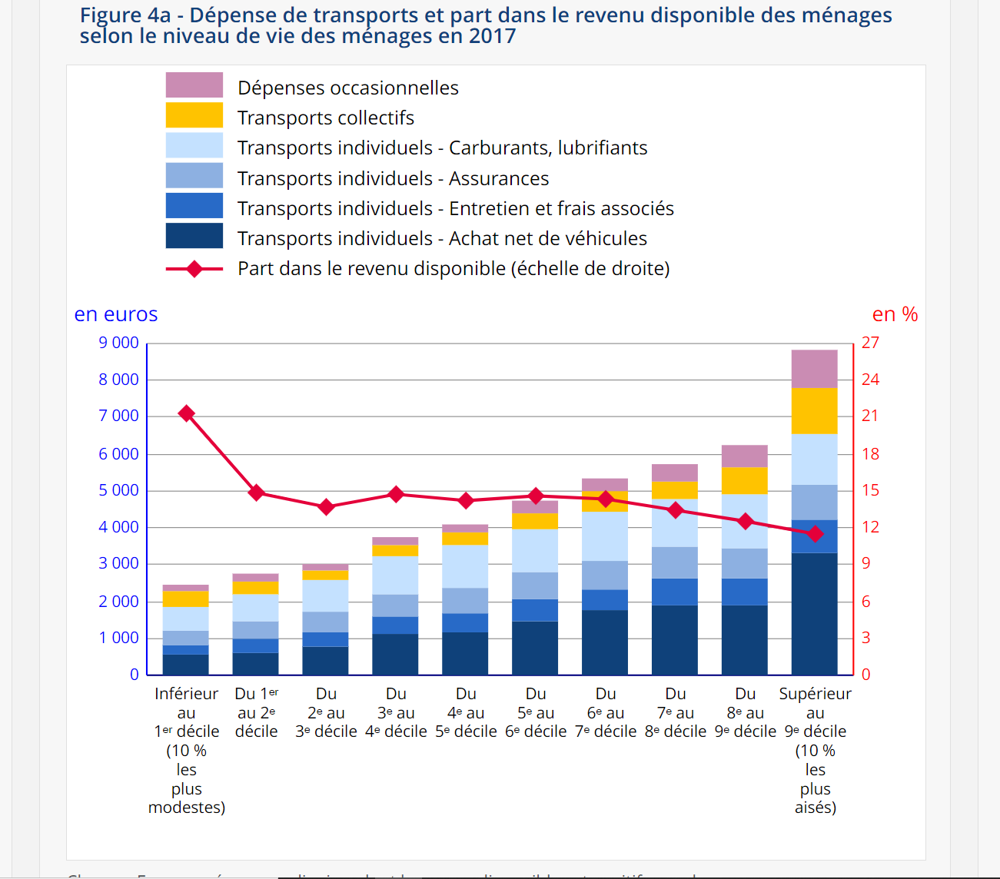 Figure 4a - Dépense de transports et part dans le revenu disponible des ménages
selon le niveau de vie des ménages en 2017
Dépenses occasionnelles
Transports collectifs
Transports individuels - Carburants, lubrifiants
Transports individuels - Assurances
Transports individuels - Entretien et frais associés
Transports individuels - Achat net de véhicules
Part dans le revenu disponible (échelle de droite)
en euros
en %
9 000
8 000
7 000
6 000
5 000
4 000
3 000
2 000
1 000
0
27
24
21
18
15
12
9
6
3
0
Inférieur
au
1er décile
(10 %
les
plus
modestes)
Du 1er
au 2e
décile
Du
2e au
3e décile
Du
3e au
4e décile
Du
4e au
5e décile
Du
5e au
6e décile
Du
6e au
7e décile
Du
7e au
8e décile
Du
8e au
9e décile
Supérieur
au
9e décile
(10 %
les
plus
aisés)